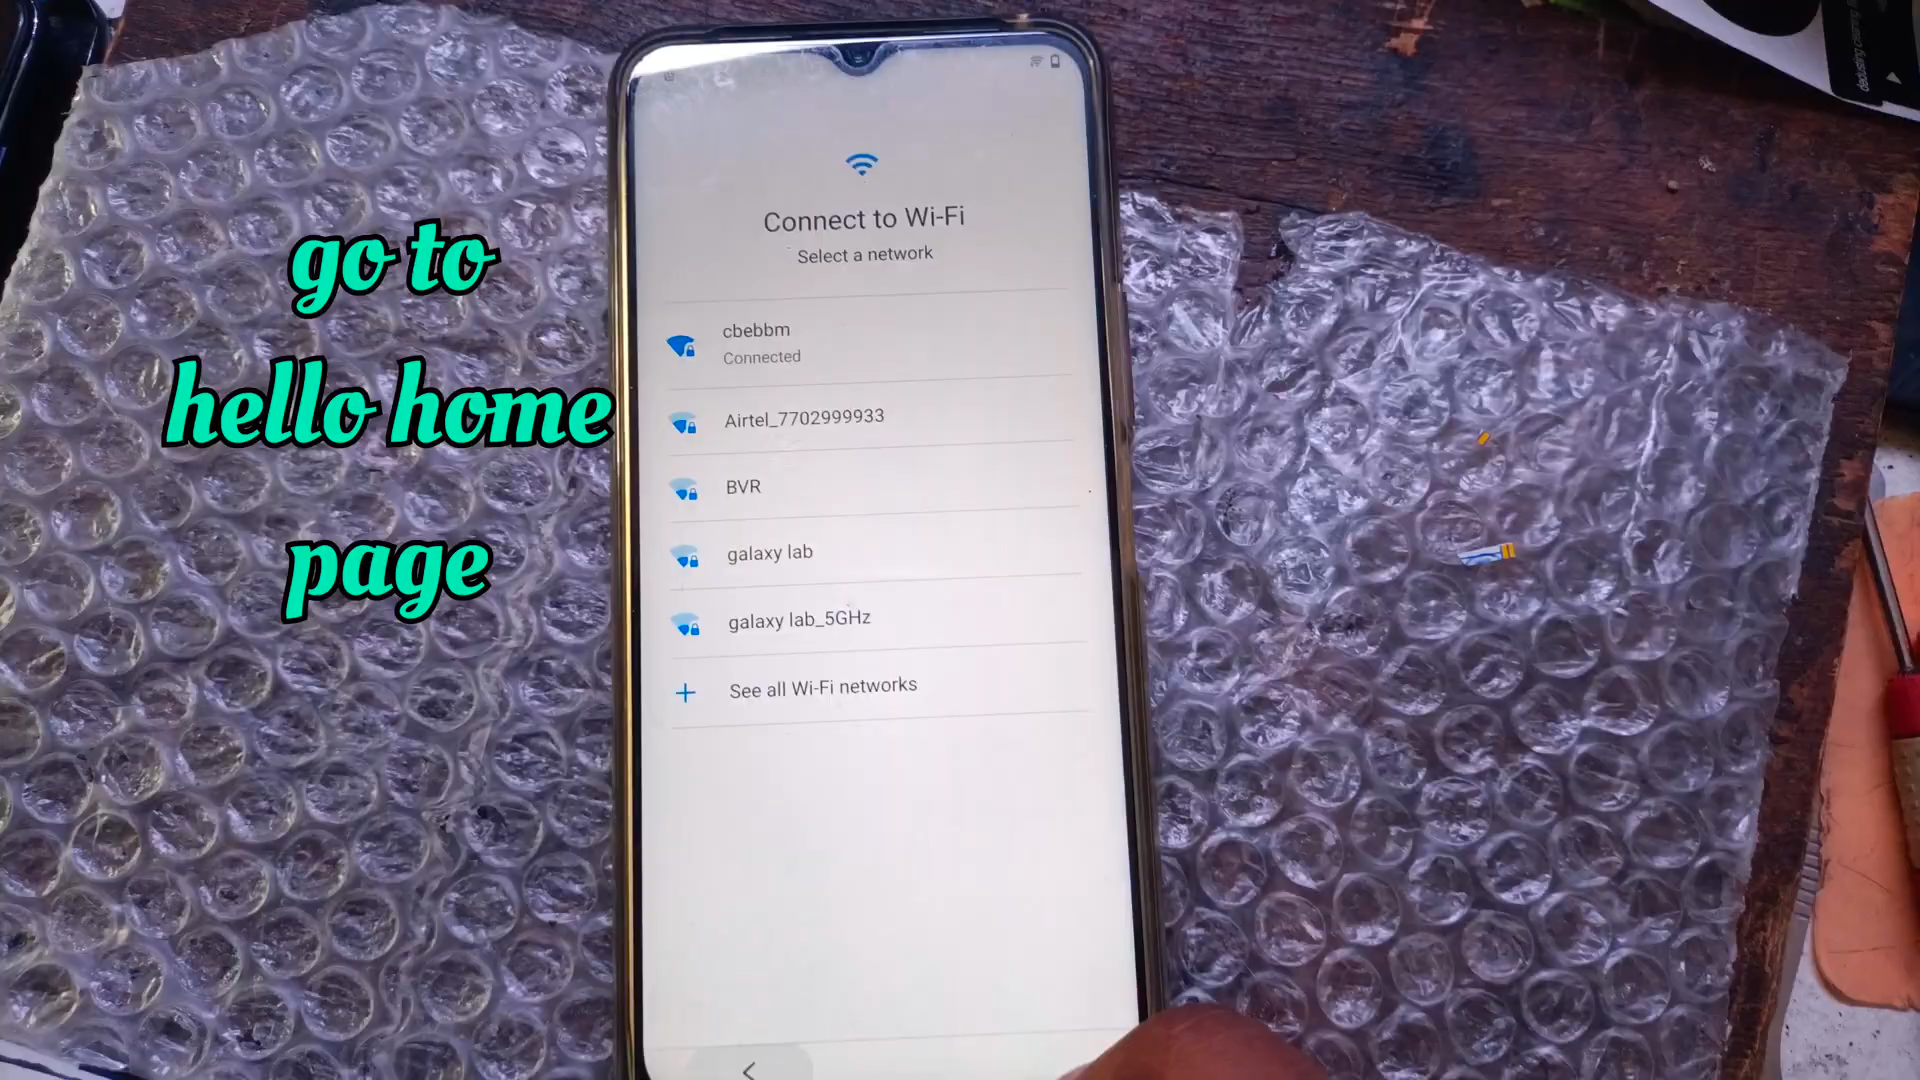 go to
hello home
page
Connect to Wi-Fi
Select a network
cbebbm
Connected
Airtel_7702999933
BVR
galaxy lab
galaxy lab_5GHz
See all Wi-Fi networks